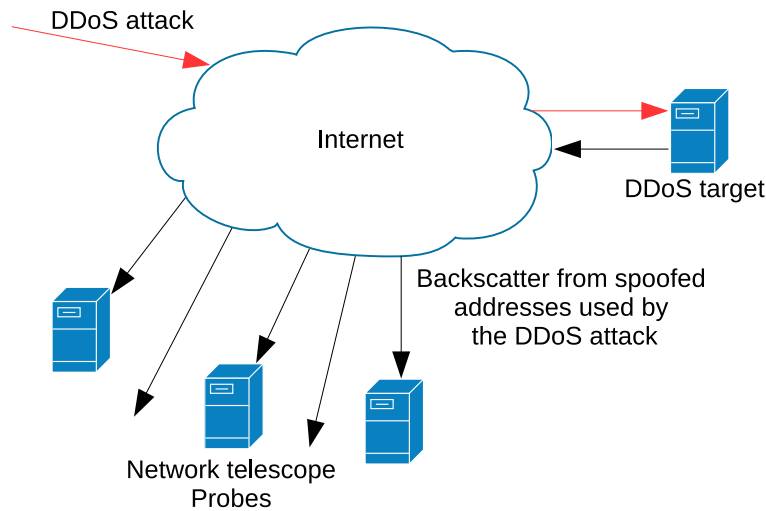 DDoS attack
Internet
DDoS target
Backscatter from spoofed
addresses used by
the DDoS attack
Network telescope
Probes